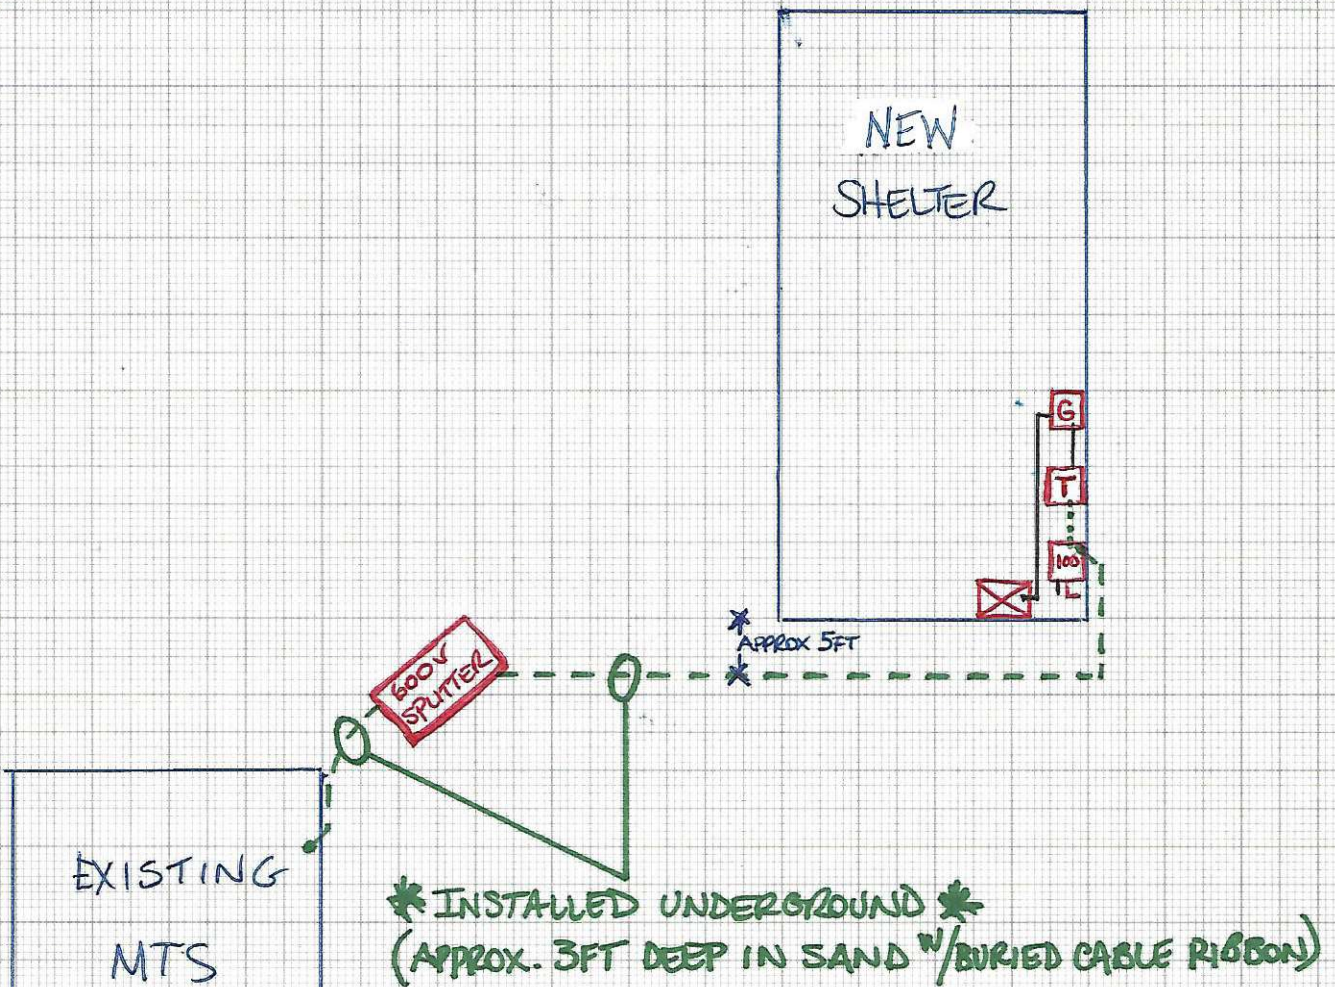 NEW
SHELTER
G
T
100
L
APPROX 5FT
600V
SPLITTER
EXISTING
MTS
*INSTALLED UNDERGROUND*
(APPROX. 3FT DEEP IN SAND W/BURIED CABLE RIBBON)